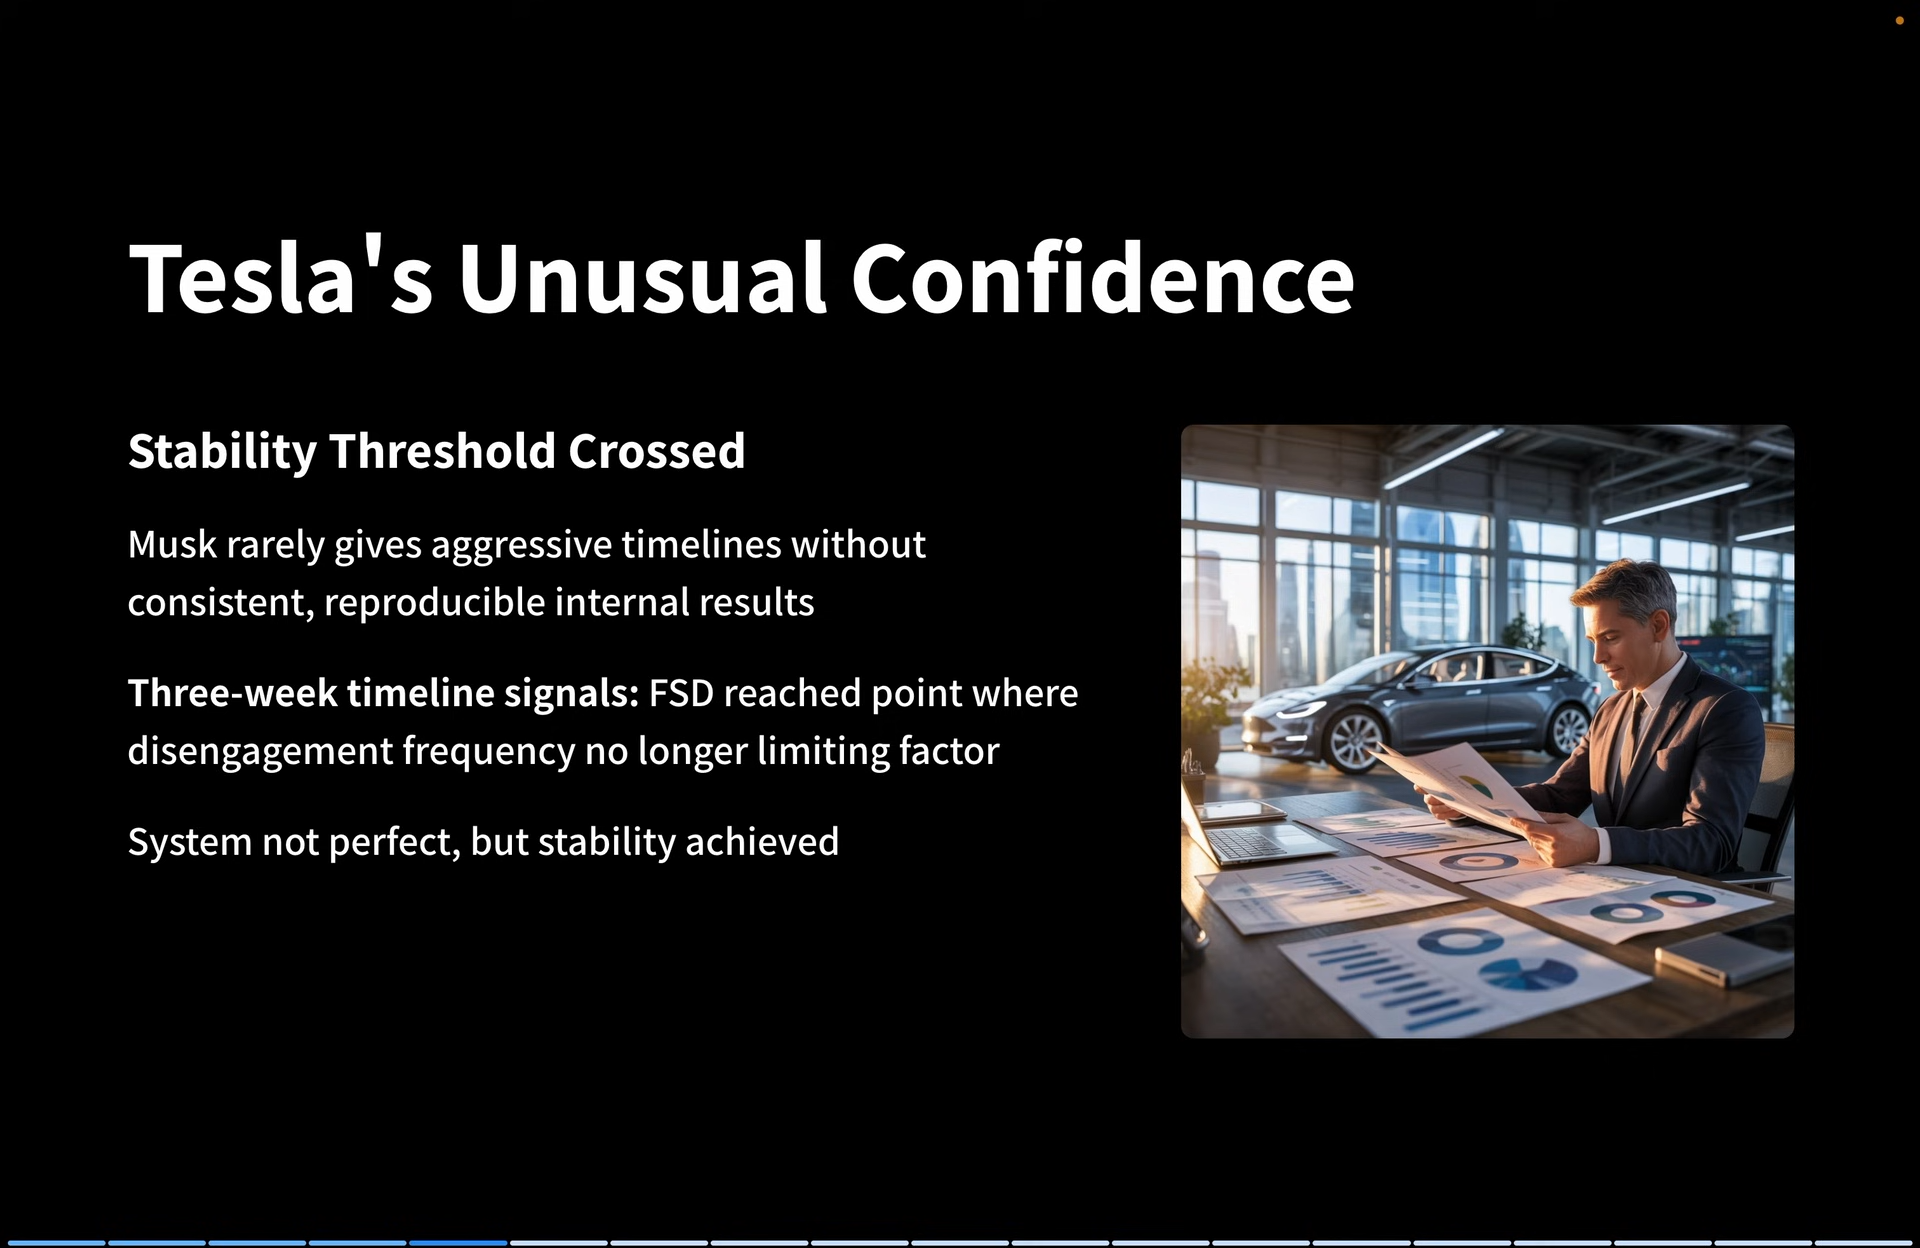 Tesla's Unusual Confidence
Stability Threshold Crossed
Musk rarely gives aggressive timelines without
consistent, reproducible internal results
Three-week timeline signals: FSD reached point where
disengagement frequency no longer limiting factor
System not perfect, but stability achieved